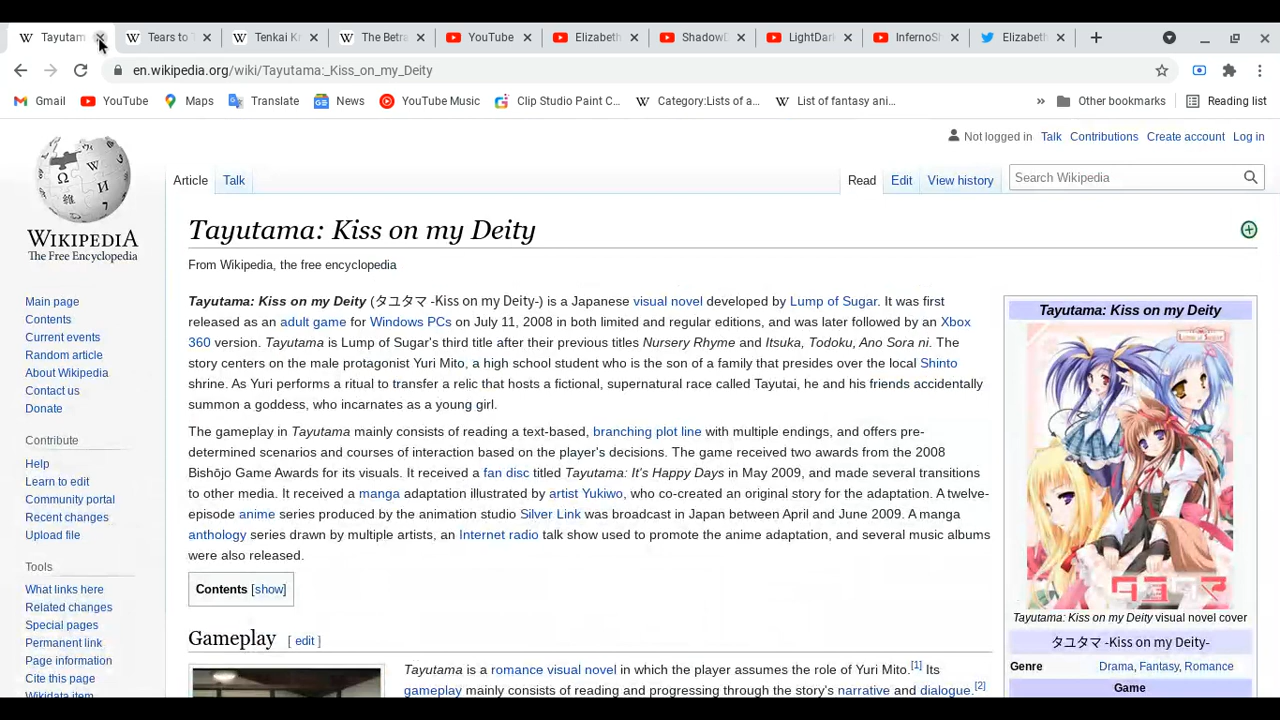 Tayutam
Tears to
Tenkai K
The Betra
YouTube
Elizabeth
ShadowD
LightDark
InfernoS
Elizabeth
en.wikipedia.org/wiki/Tayutama:_Kiss_on_my_Deity
Gmail
YouTube
Maps
Translate
News
YouTube Music
Clip Studio Paint C...
Category:Lists of a...
List of fantasy ani...
»
Other bookmarks
Reading list
Not logged in Talk Contributions Create account Log in
Article Talk
Read Edit View history
Search Wikipedia
WIKIPEDIA
The Free Encyclopedia
Main page
Contents
Current events
Random article
About Wikipedia
Contact us
Donate
Contribute
Help
Learn to edit
Community portal
Recent changes
Upload file
Tools
What links here
Related changes
Special pages
Permanent link
Page information
Cite this page
Wikidata item
Tayutama: Kiss on my Deity
From Wikipedia, the free encyclopedia
Tayutama: Kiss on my Deity (タユタマ -Kiss on my Deity-) is a Japanese visual novel developed by Lump of Sugar. It was first
released as an adult game for Windows PCs on July 11, 2008 in both limited and regular editions, and was later followed by an Xbox
360 version. Tayutama is Lump of Sugar's third title after their previous titles Nursery Rhyme and Itsuka, Todoku, Ano Sora ni. The
story centers on the male protagonist Yuri Mito, a high school student who is the son of a family that presides over the local Shinto
shrine. As Yuri performs a ritual to transfer a relic that hosts a fictional, supernatural race called Tayutai, he and his friends accidentally
summon a goddess, who incarnates as a young girl.
The gameplay in Tayutama mainly consists of reading a text-based, branching plot line with multiple endings, and offers pre-
determined scenarios and courses of interaction based on the player's decisions. The game received two awards from the 2008
Bishōjo Game Awards for its visuals. It received a fan disc titled Tayutama: It's Happy Days in May 2009, and made several transitions
to other media. It received a manga adaptation illustrated by artist Yukiwo, who co-created an original story for the adaptation. A twelve-
episode anime series produced by the animation studio Silver Link was broadcast in Japan between April and June 2009. A manga
anthology series drawn by multiple artists, an Internet radio talk show used to promote the anime adaptation, and several music albums
were also released.
Contents [show]
Gameplay [ edit ]
Tayutama is a romance visual novel in which the player assumes the role of Yuri Mito.[1] Its
gameplay mainly consists of reading and progressing through the story's narrative and dialogue.[2]
Tayutama: Kiss on my Deity
タユタマ
Tayutama: Kiss on my Deity visual novel cover
タユタマ -Kiss on my Deity-
Genre Drama, Fantasy, Romance
Game